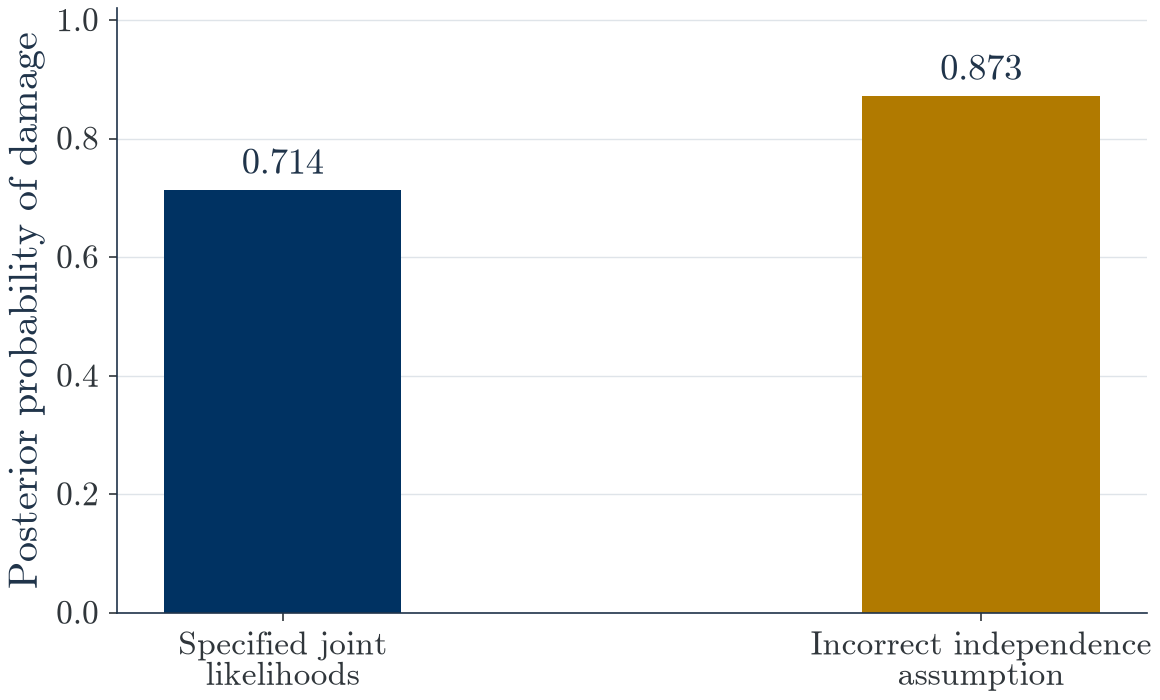 Posterior probability of damage
1.0
0.8
0.6
0.4
0.2
0.0
0.714
0.873
Specified joint
likelihoods
Incorrect independence
assumption